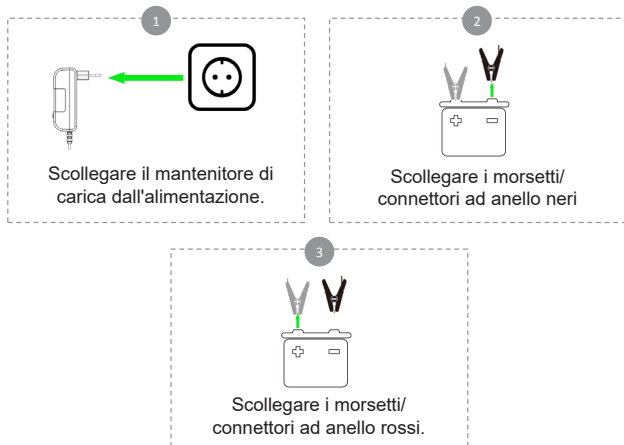 1
Scollegare il mantenitore di
carica dall'alimentazione.
2
Scollegare i morsetti/
connettori ad anello neri
3
Scollegare i morsetti/
connettori ad anello rossi.